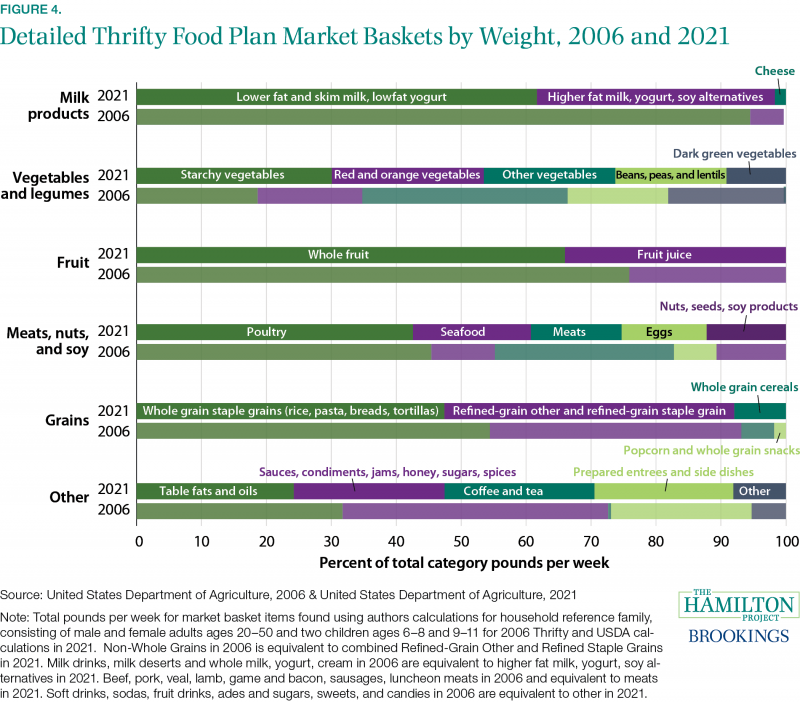 FIGURE 4.
Detailed Thrifty Food Plan Market Baskets by Weight, 2006 and 2021
Cheese
Milk products
2021
Lower fat and skim milk, lowfat yogurt
Higher fat milk, yogurt, soy alternatives
2006
Dark green vegetables
Vegetables and legumes
2021
Starchy vegetables
Red and orange vegetables
Other vegetables
Beans, peas, and lentils
2006
Fruit
2021
Whole fruit
Fruit juice
2006
Nuts, seeds, soy products
Meats, nuts, and soy
2021
Poultry
Seafood
Meats
Eggs
2006
Whole grain cereals
Grains
2021
Whole grain staple grains (rice, pasta, breads, tortillas)
Refined-grain other and refined-grain staple grain
2006
Popcorn and whole grain snacks
Sauces, condiments, jams, honey, sugars, spices
Prepared entrees and side dishes
Other
2021
Table fats and oils
Coffee and tea
Other
2006
0 10 20 30 40 50 60 70 80 90 100
Percent of total category pounds per week
Source: United States Department of Agriculture, 2006 & United States Department of Agriculture, 2021
Note: Total pounds per week for market basket items found using authors calculations for household reference family,
consisting of male and female adults ages 20–50 and two children ages 6–8 and 9–11 for 2006 Thrifty and USDA cal-
culations in 2021. Non-Whole Grains in 2006 is equivalent to combined Refined-Grain Other and Refined Staple Grains
in 2021. Milk drinks, milk deserts and whole milk, yogurt, cream in 2006 are equivalent to higher fat milk, yogurt, soy al-
ternatives in 2021. Beef, pork, veal, lamb, game and bacon, sausages, luncheon meats in 2006 and equivalent to meats
in 2021. Soft drinks, sodas, fruit drinks, ades and sugars, sweets, and candies in 2006 are equivalent to other in 2021.
THE
HAMILTON
PROJECT
BROOKINGS